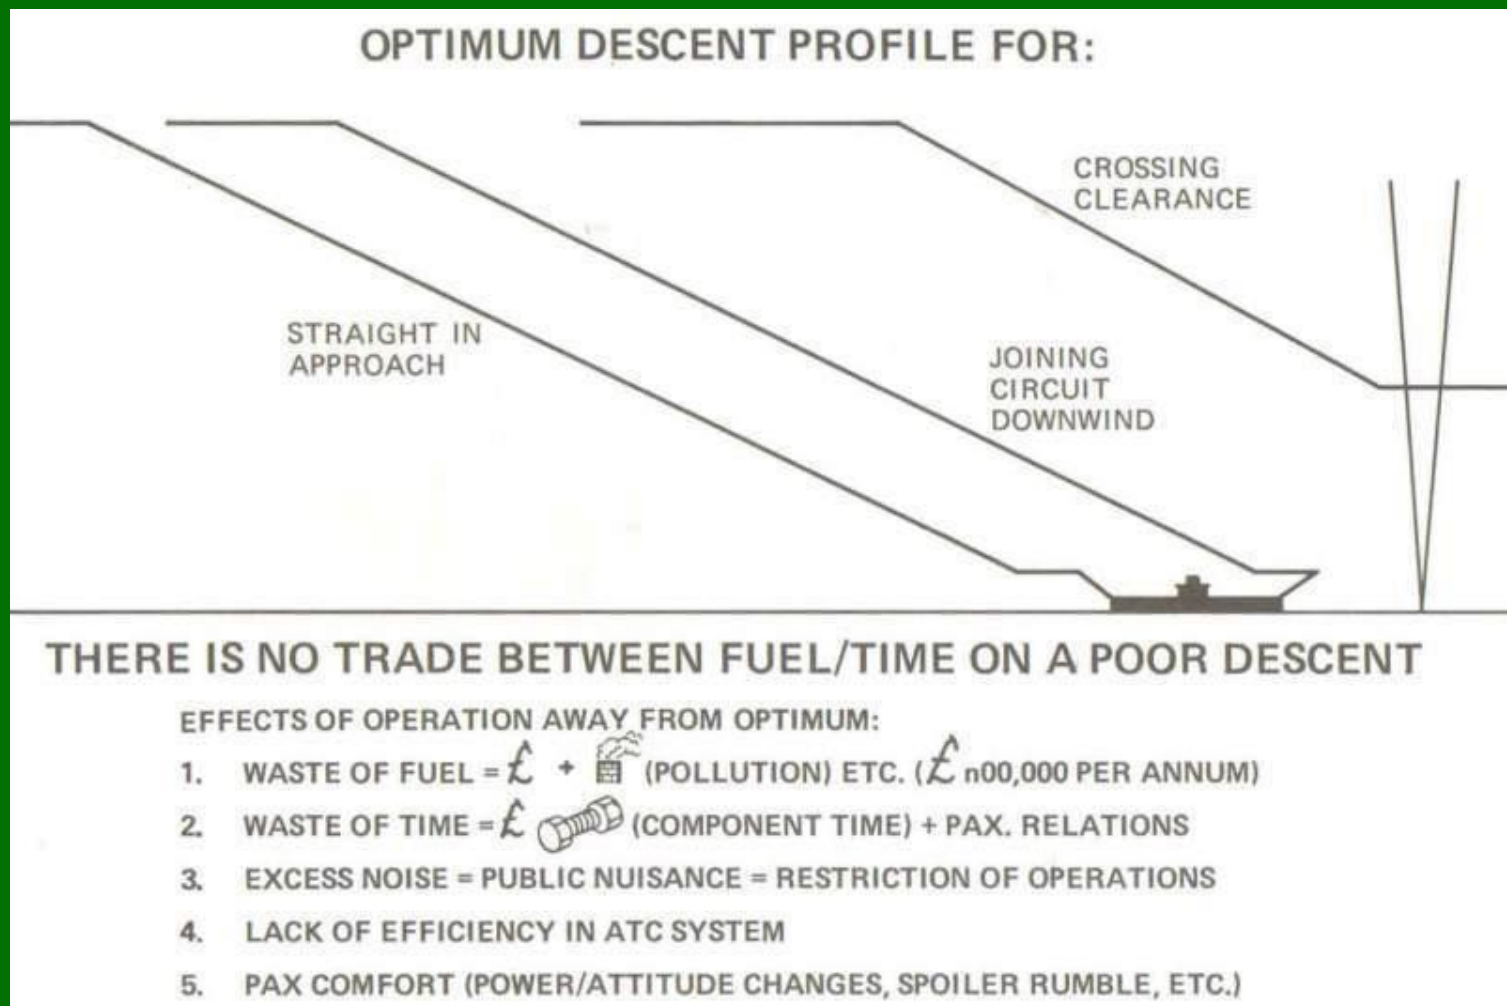 OPTIMUM DESCENT PROFILE FOR:
CROSSING
CLEARANCE
STRAIGHT IN
APPROACH
JOINING
CIRCUIT
DOWNWIND
THERE IS NO TRADE BETWEEN FUEL/TIME ON A POOR DESCENT
EFFECTS OF OPERATION AWAY FROM OPTIMUM:
1. WASTE OF FUEL = £ + (POLLUTION) ETC. (£ n00,000 PER ANNUM)
2. WASTE OF TIME = £ (COMPONENT TIME) + PAX. RELATIONS
3. EXCESS NOISE = PUBLIC NUISANCE = RESTRICTION OF OPERATIONS
4. LACK OF EFFICIENCY IN ATC SYSTEM
5. PAX COMFORT (POWER/ATTITUDE CHANGES, SPOILER RUMBLE, ETC.)